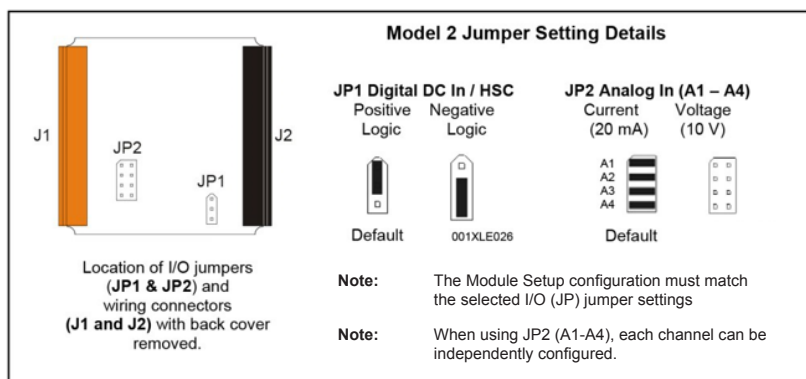 Model 2 Jumper Setting Details
J1
JP2
JP1
J2
Location of I/O jumpers
(JP1 & JP2) and
wiring connectors
(J1 and J2) with back cover
removed.
JP1 Digital DC In / HSC
Positive Negative
Logic Logic
Default 001XLE026
JP2 Analog In (A1 – A4)
Current Voltage
(20 mA) (10 V)
A1
A2
A3
A4
Default
Note: The Module Setup configuration must match
the selected I/O (JP) jumper settings
Note: When using JP2 (A1-A4), each channel can be
independently configured.